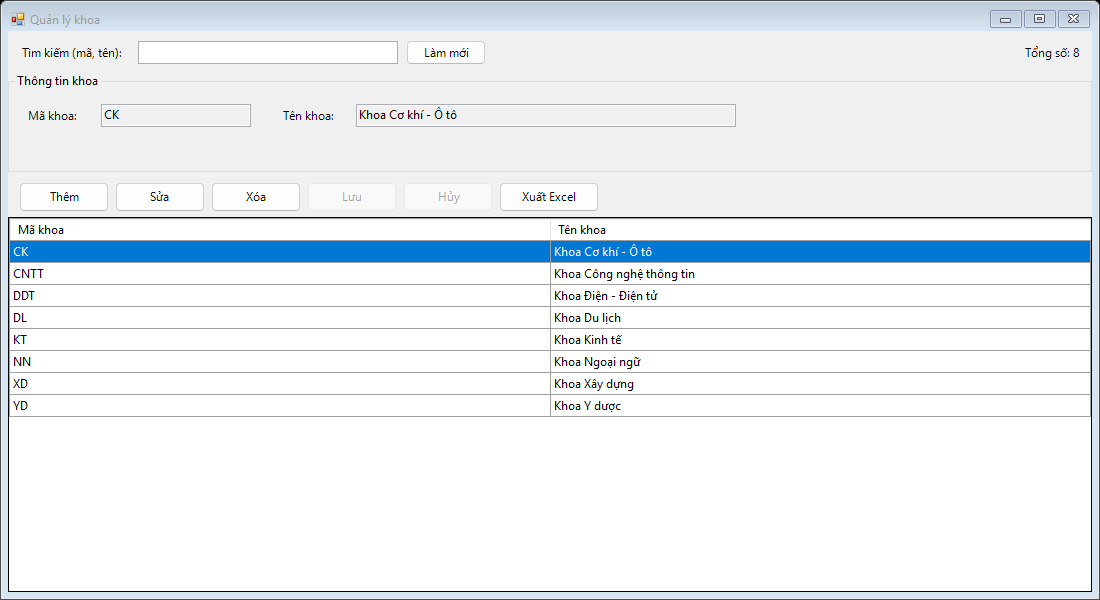 Quản lý khoa
Tìm kiếm (mã, tên): Làm mới Tổng số: 8
Thông tin khoa
Mã khoa: CK Tên khoa: Khoa Cơ khí - Ô tô
Thêm Sửa Xóa Lưu Hủy Xuất Excel
Mã khoa Tên khoa
CK Khoa Cơ khí - Ô tô
CNTT Khoa Công nghệ thông tin
DDT Khoa Điện - Điện tử
DL Khoa Du lịch
KT Khoa Kinh tế
NN Khoa Ngoại ngữ
XD Khoa Xây dựng
YD Khoa Y dược